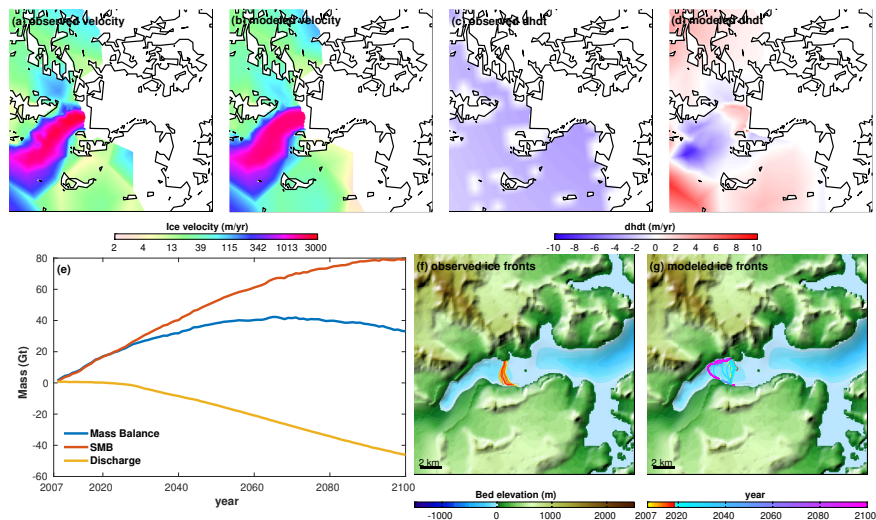 (a) observed velocity
(b) modeled velocity
(c) observed dhdt
(d) modeled dhdt
Ice velocity (m/yr)
2 4 13 39 115 342 1013 3000
dhdt (m/yr)
-10 -8 -6 -4 -2 0 2 4 6 8 10
(e)
80
60
40
20
0
-20
-40
-60
Mass (Gt)
Mass Balance
SMB
Discharge
2007 2020 2040 2060 2080 2100
year
(f) observed ice fronts
2 km
(g) modeled ice fronts
2 km
Bed elevation (m)
-1000 0 1000 2000
year
2007 2020 2040 2060 2080 2100